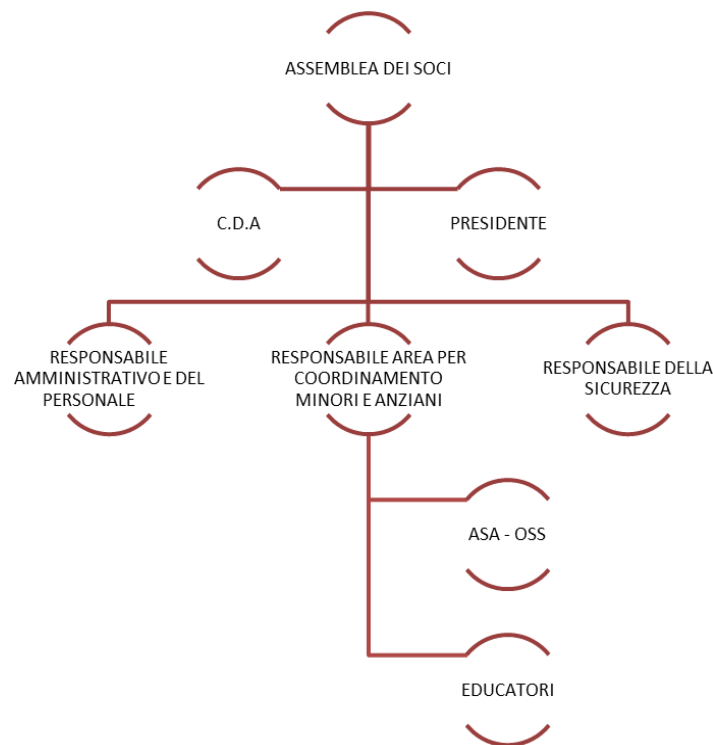 ASSEMBLEA DEI SOCI
C.D.A
PRESIDENTE
RESPONSABILE
AMMINISTRATIVO E DEL
PERSONALE
RESPONSABILE AREA PER
COORDINAMENTO
MINORI E ANZIANI
RESPONSABILE DELLA
SICUREZZA
ASA - OSS
EDUCATORI